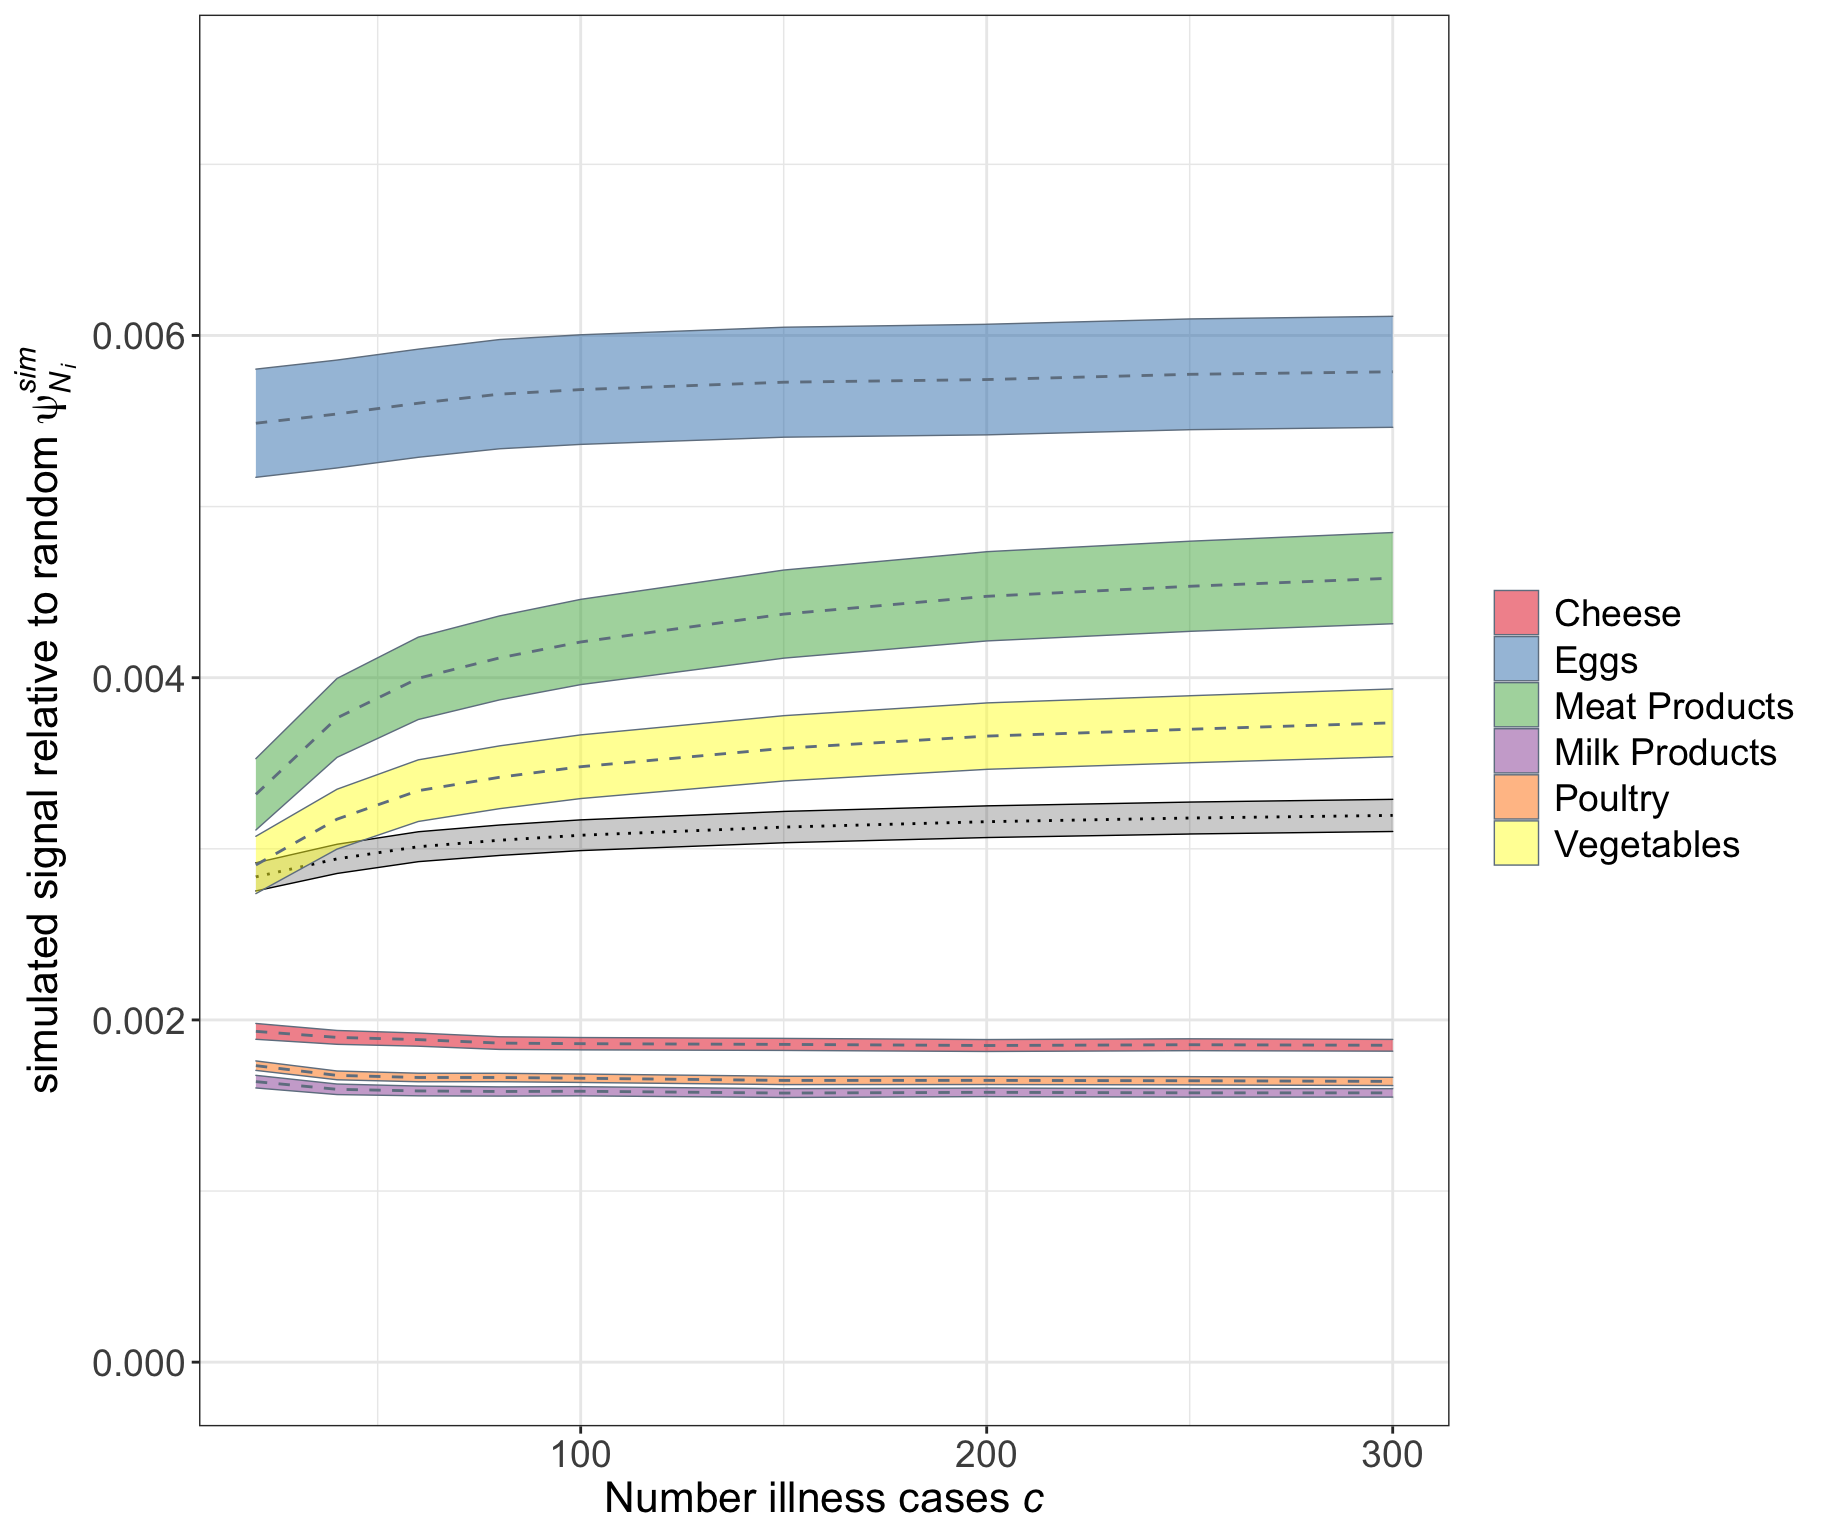 simulated signal relative to random ψ^{sim}_{N_i}
0.006
0.004
0.002
0.000
100 200 300
Number illness cases c
Cheese
Eggs
Meat Products
Milk Products
Poultry
Vegetables